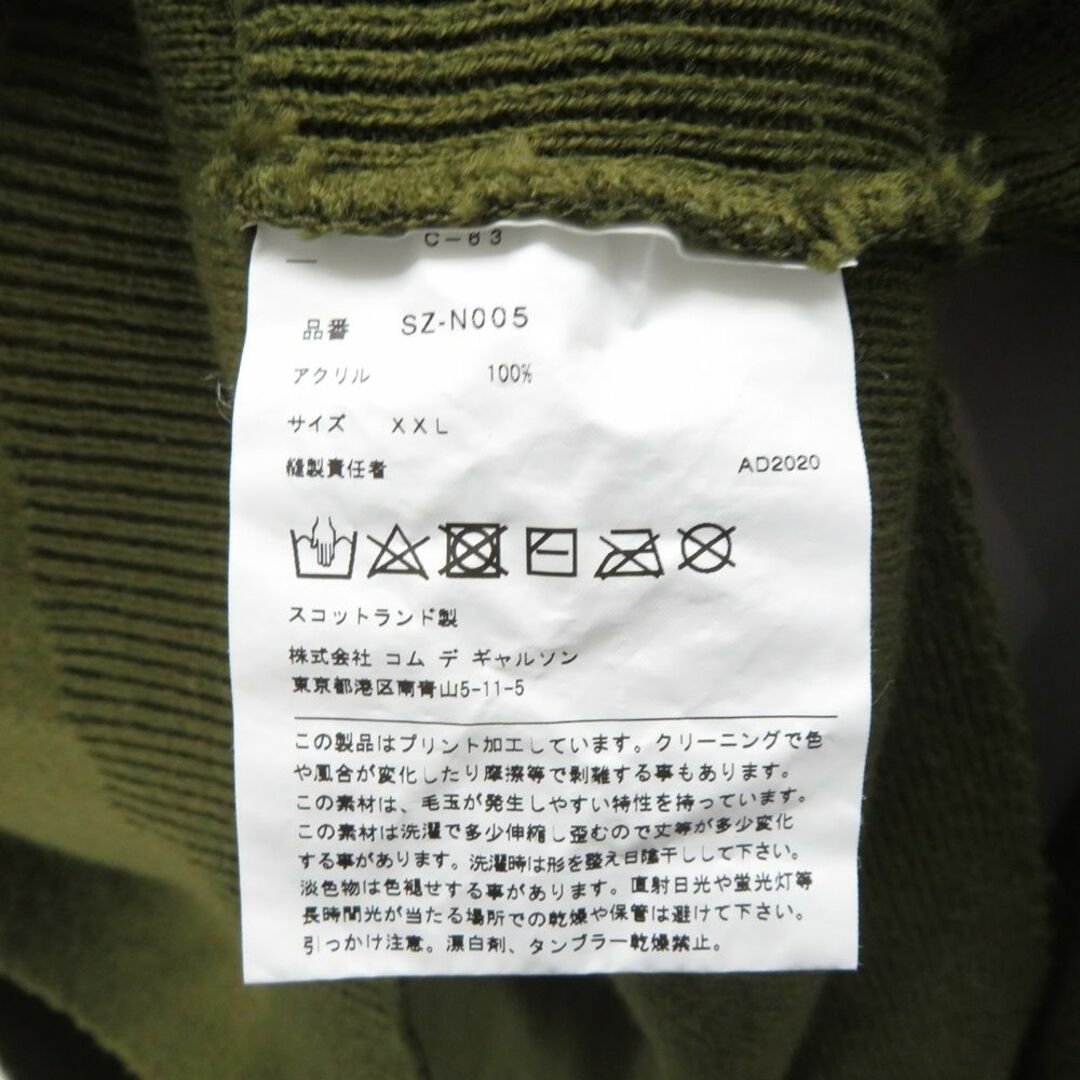 C-63
品番 SZ-N005
アクリル 100%
サイズ XXL
縫製責任者 AD2020
スコットランド製
株式会社 コム デ ギャルソン
東京都港区南青山5-11-5
この製品はプリント加工しています。クリーニングで色
や風合が変化したり摩擦等で剥離する事もあります。
この素材は、毛玉が発生しやすい特性を持っています。
この素材は洗濯で多少伸縮し歪むので丈等が多少変化
する事があります。洗濯時は形を整え日陰干しして下さい。
淡色物は色褪せする事があります。直射日光や蛍光灯等
長時間光が当たる場所での乾燥や保管は避けて下さい。
引っかけ注意。漂白剤、タンブラー乾燥禁止。